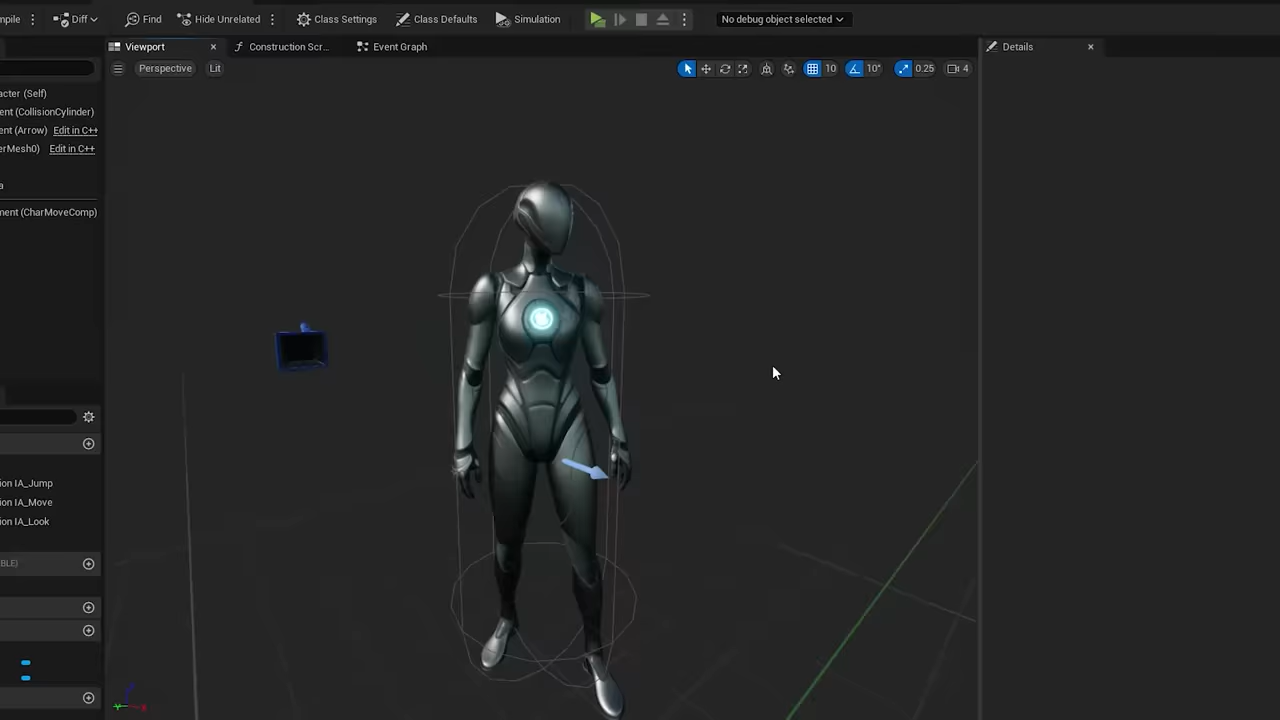 mpile Diff Find Hide Unrelated Class Settings Class Defaults Simulation No debug object selected
Viewport Construction Scr... Event Graph Details
Perspective Lit 10 10° 0.25 4
acter (Self)
ent (CollisionCylinder)
ent (Arrow) Edit in C++
erMesh0) Edit in C++
a
ment (CharMoveComp)
ion IA_Jump
ion IA_Move
ion IA_Look
BLE)